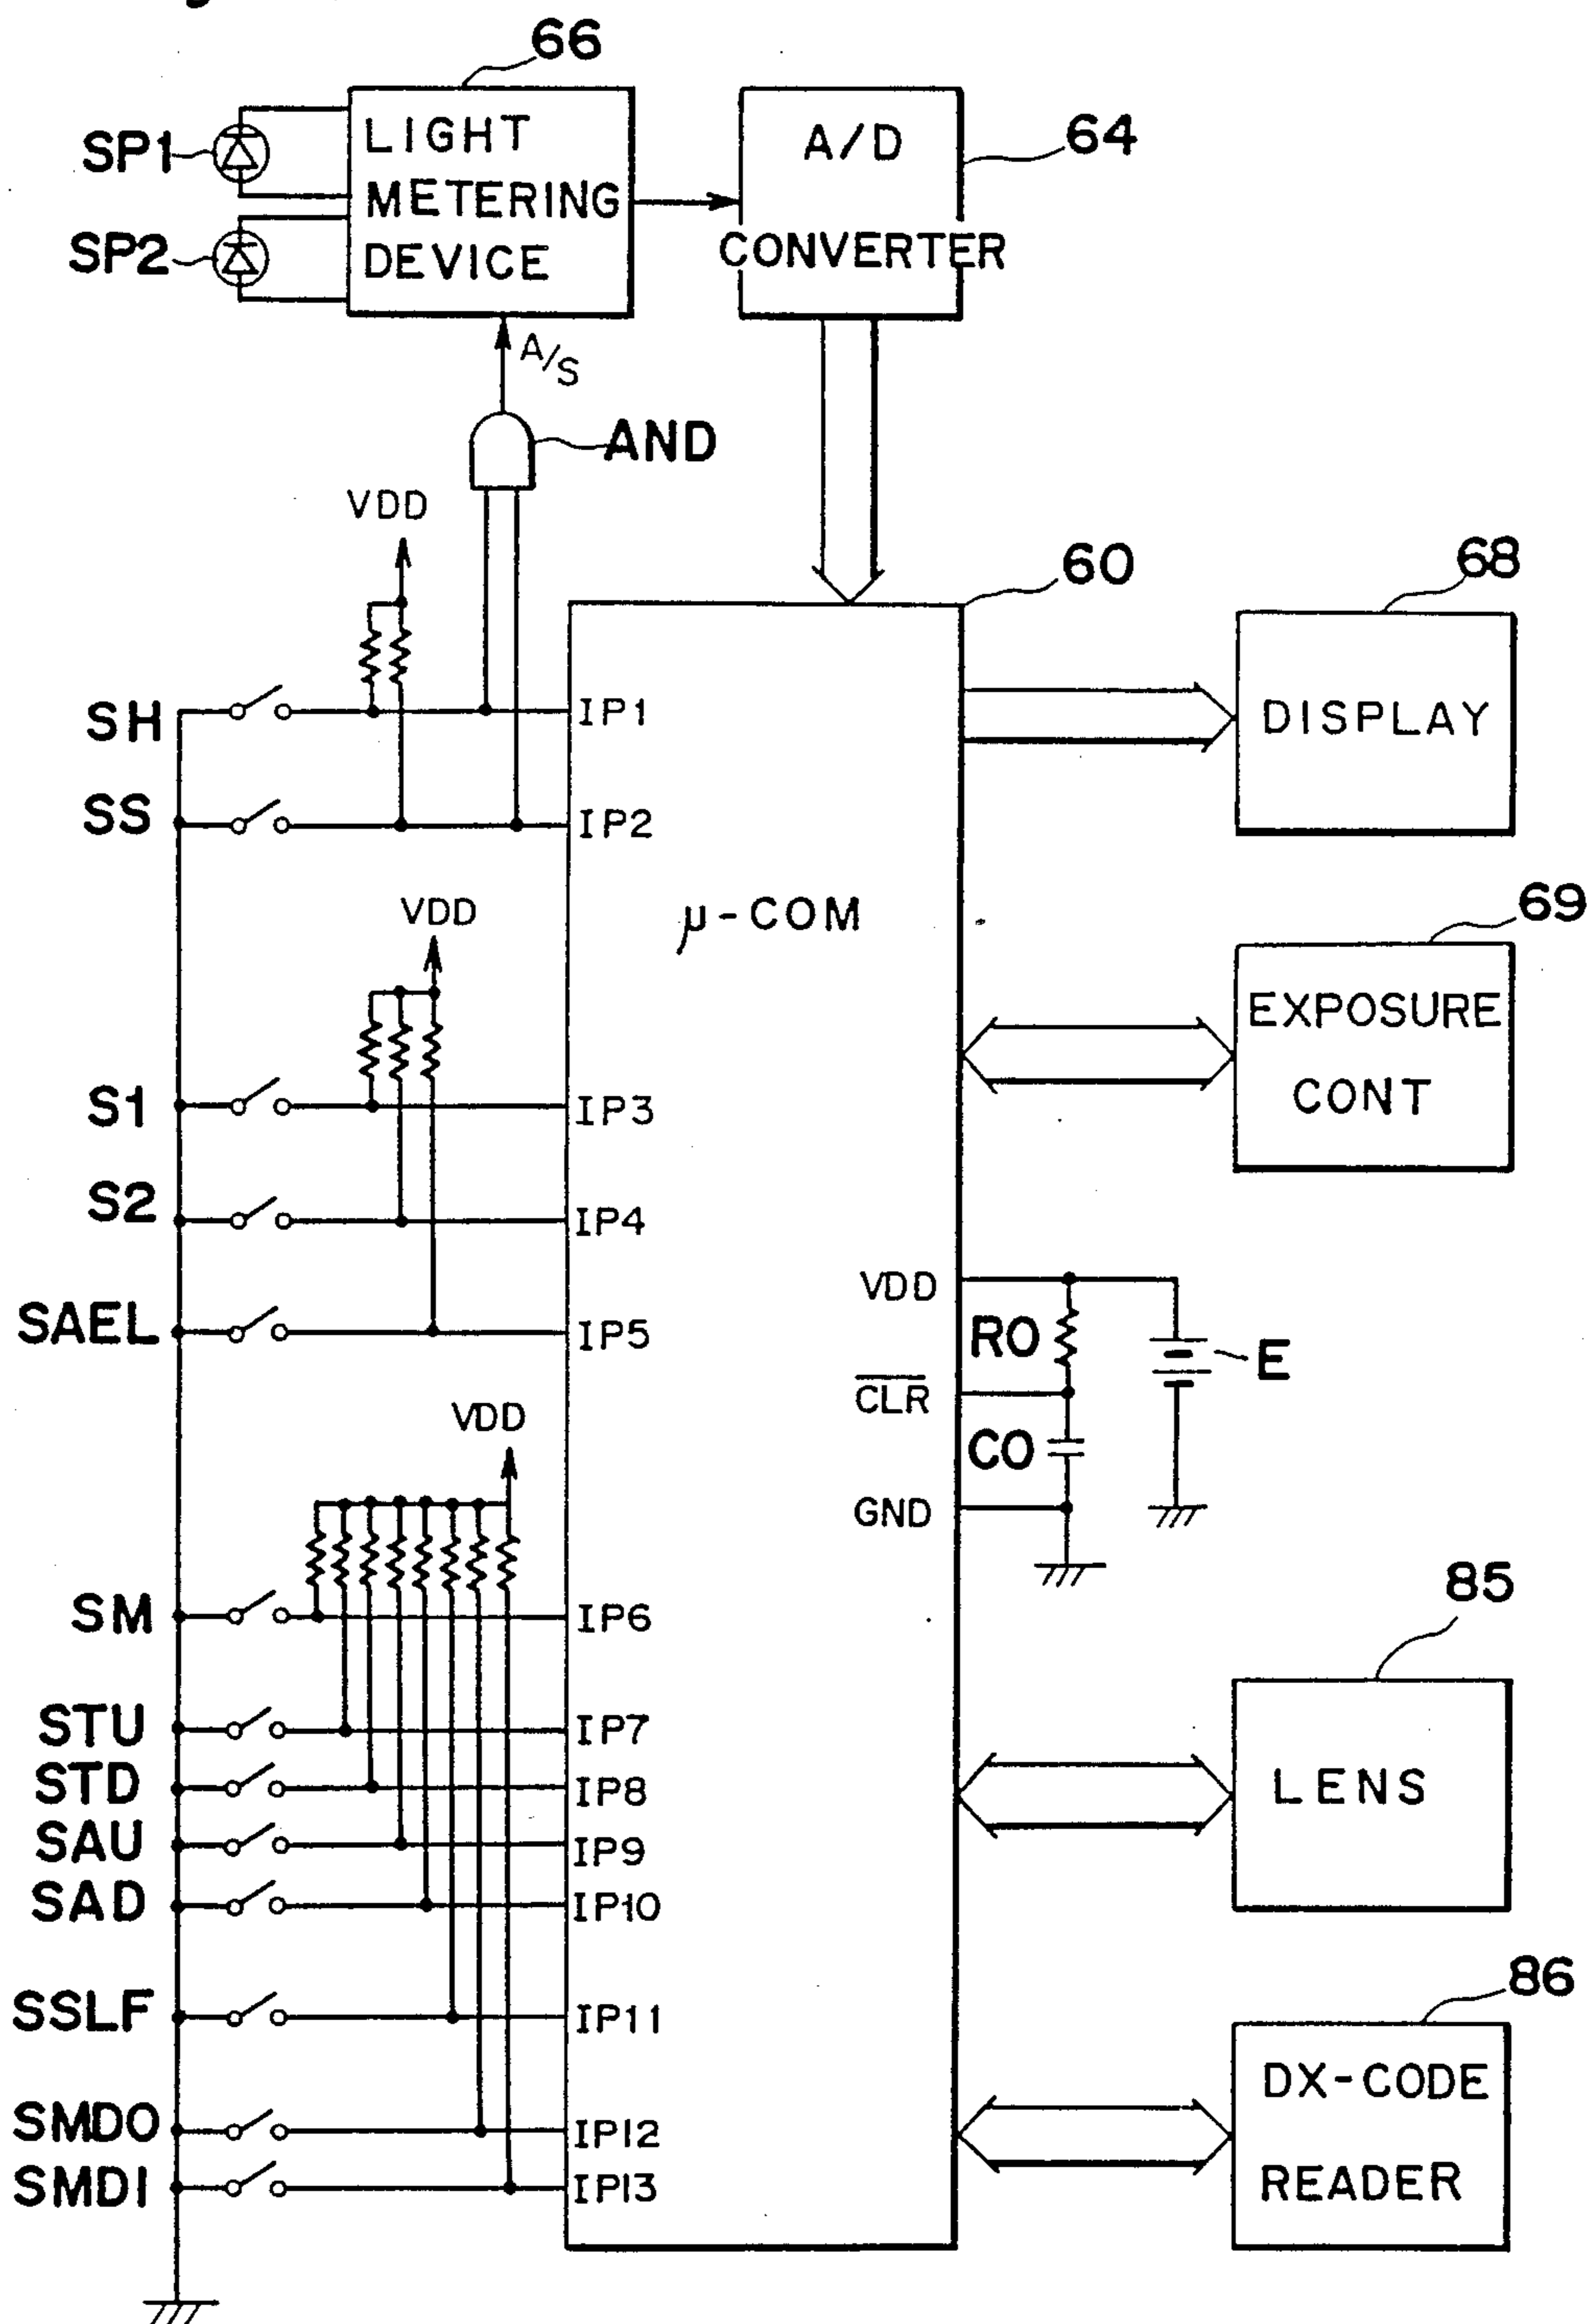 66
LIGHT
METERING
DEVICE
A/D
CONVERTER
64
SP1
SP2
A/S
AND
VDD
60
68
SH
IP1
DISPLAY
SS
IP2
VDD
μ-COM
69
EXPOSURE
CONT
S1
IP3
S2
IP4
VDD
SAEL
IP5
RO
E
CLR
VDD
CO
GND
85
SM
IP6
STU
IP7
LENS
STD
IP8
SAU
IP9
SAD
IP10
86
SSLF
IP11
DX-CODE
READER
SMDO
IP12
SMDI
IP13